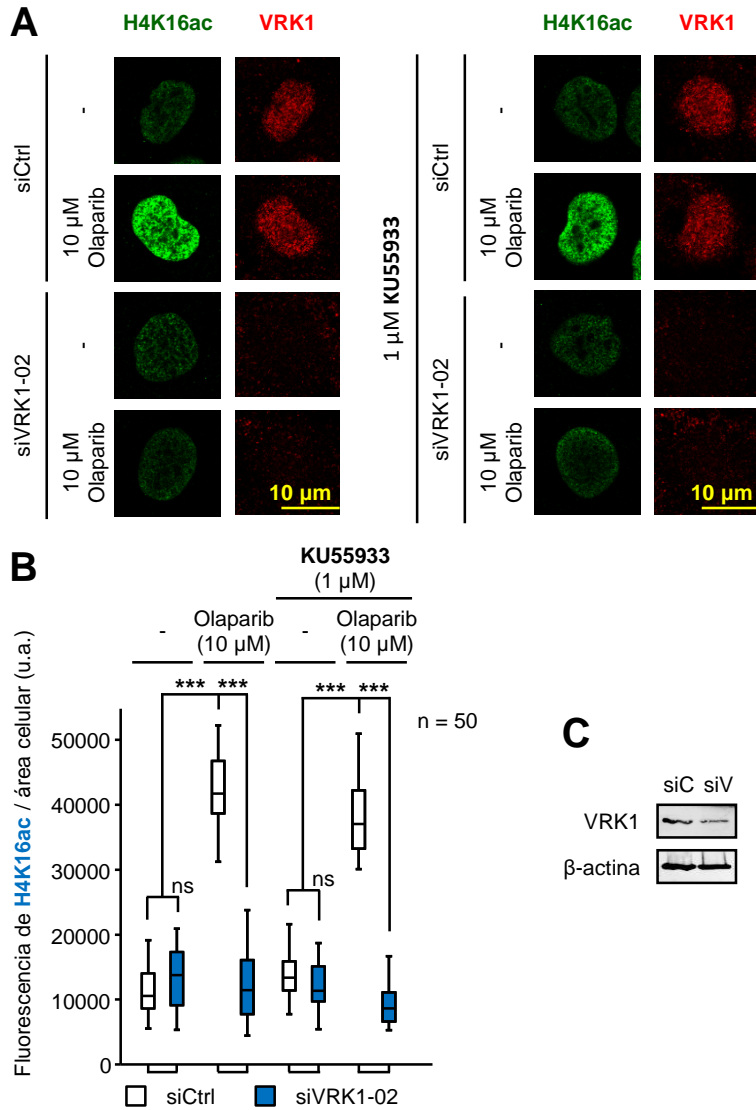 A
H4K16ac VRK1
H4K16ac VRK1
siCtrl
-
10 µM
Olaparib
siVRK1-02
-
10 µM
Olaparib
10 µm
1 µM KU55933
siCtrl
-
10 µM
Olaparib
siVRK1-02
-
10 µM
Olaparib
10 µm
B
KU55933
(1 µM)
-
Olaparib
(10 µM)
-
Olaparib
(10 µM)
*** ***
*** ***
n = 50
ns
ns
Fluorescencia de H4K16ac / área celular (u.a.)
50000
40000
30000
20000
10000
0
siCtrl
siVRK1-02
C
siC siV
VRK1
β-actina